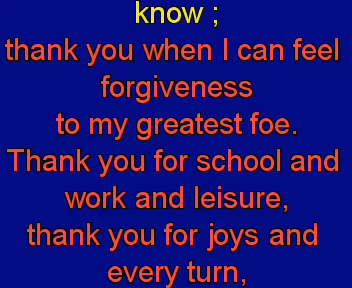 know ;
thank you when I can feel
forgiveness
to my greatest foe.
Thank you for school and
work and leisure,
thank you for joys and
every turn,